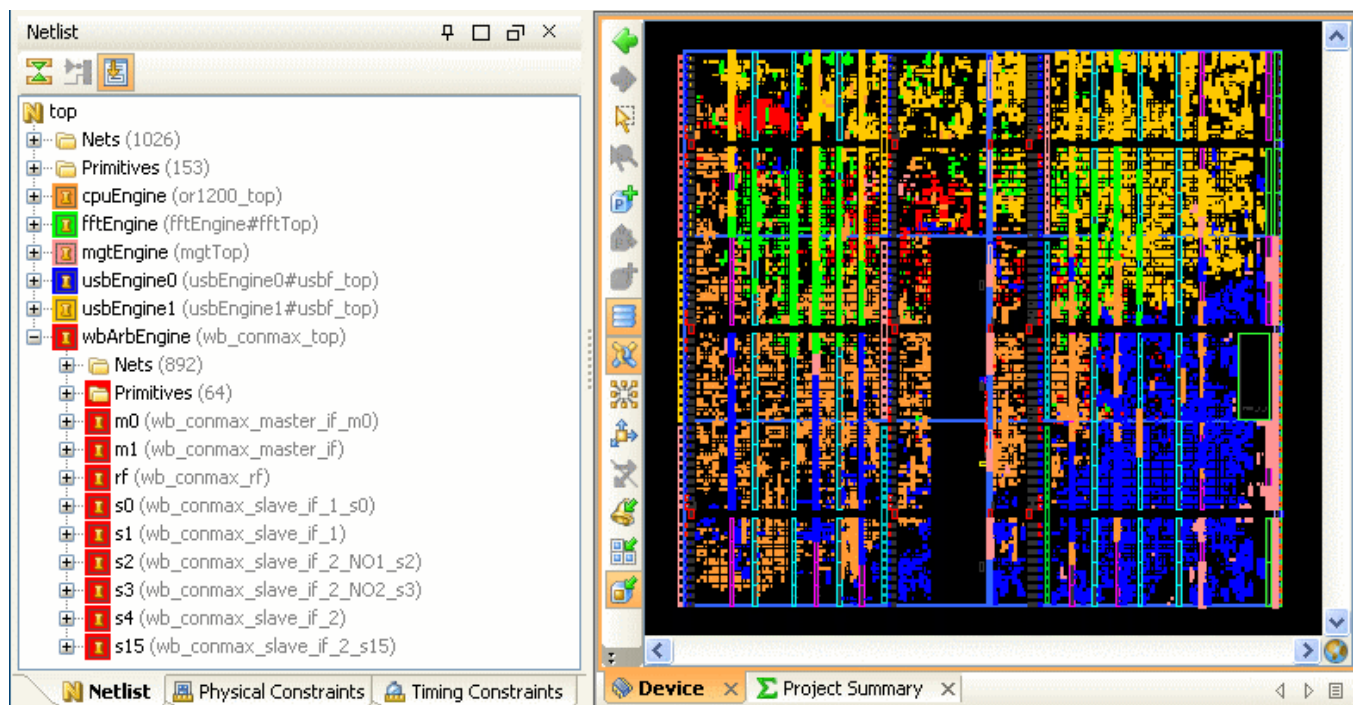 Netlist
top
Nets (1026)
Primitives (153)
cpuEngine (or1200_top)
fftEngine (fftEngine#fftTop)
mgtEngine (mgtTop)
usbEngine0 (usbEngine0#usbf_top)
usbEngine1 (usbEngine1#usbf_top)
wbArbEngine (wb_conmax_top)
Nets (892)
Primitives (64)
m0 (wb_conmax_master_if_m0)
m1 (wb_conmax_master_if)
rf (wb_conmax_rf)
s0 (wb_conmax_slave_if_1_s0)
s1 (wb_conmax_slave_if_1)
s2 (wb_conmax_slave_if_2_NO1_s2)
s3 (wb_conmax_slave_if_2_NO2_s3)
s4 (wb_conmax_slave_if_2)
s15 (wb_conmax_slave_if_2_s15)
Netlist Physical Constraints Timing Constraints
Device Project Summary